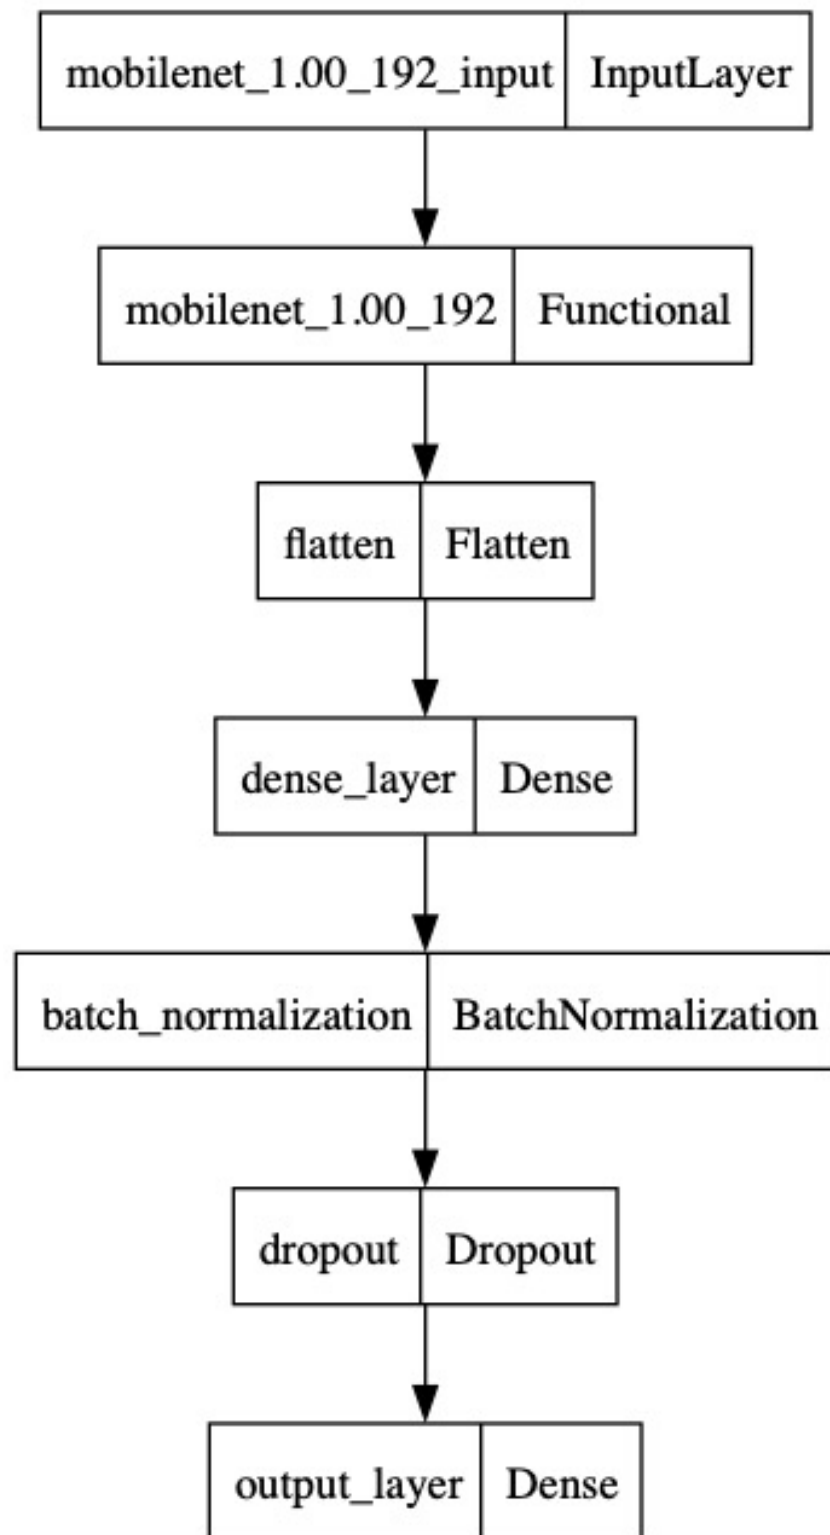 mobilenet_1.00_192_input InputLayer
mobilenet_1.00_192 Functional
flatten Flatten
dense_layer Dense
batch_normalization BatchNormalization
dropout Dropout
output_layer Dense